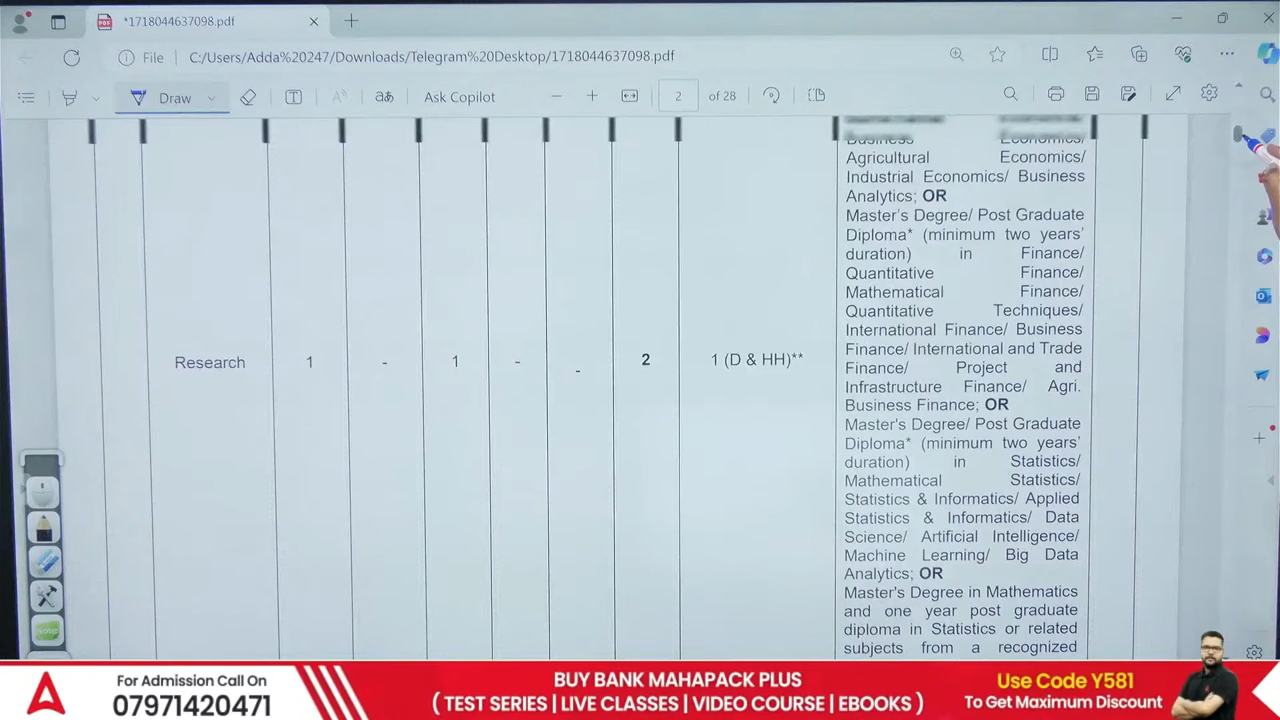 *1718044637098.pdf
File
C:/Users/Adda%20247/Downloads/Telegram%20Desktop/1718044637098.pdf
Draw
Ask Copilot
2
of 28
Business Economics/
Agricultural Economics/
Industrial Economics/ Business
Analytics; OR
Master's Degree/ Post Graduate
Diploma* (minimum two years'
duration) in Finance/
Quantitative Finance/
Mathematical Finance/
Quantitative Techniques/
International Finance/ Business
Finance/ International and Trade
Finance/ Project and
Infrastructure Finance/ Agri.
Business Finance; OR
Master's Degree/ Post Graduate
Diploma* (minimum two years'
duration) in Statistics/
Mathematical Statistics/
Statistics & Informatics/ Applied
Statistics & Informatics/ Data
Science/ Artificial Intelligence/
Machine Learning/ Big Data
Analytics; OR
Master's Degree in Mathematics
and one year post graduate
diploma in Statistics or related
subjects from a recognized
Research 1 - 1 - - 2 1 (D & HH)**
For Admission Call On
07971420471
BUY BANK MAHAPACK PLUS
( TEST SERIES | LIVE CLASSES | VIDEO COURSE | EBOOKS )
Use Code Y581
To Get Maximum Discount